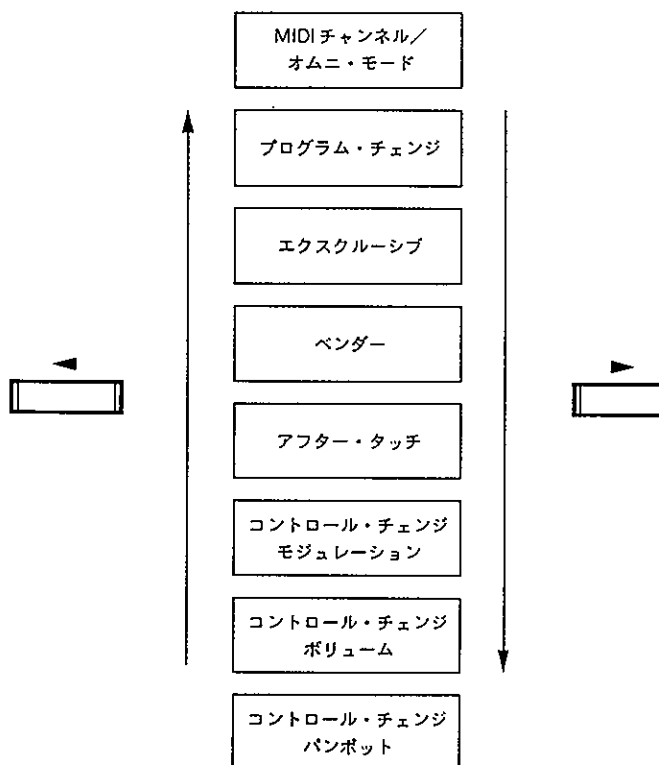 MIDIチャンネル／
オムニ・モード
プログラム・チェンジ
エクスクルーシブ
ベンダー
アフター・タッチ
コントロール・チェンジ
モジュレーション
コントロール・チェンジ
ボリューム
コントロール・チェンジ
パンポット